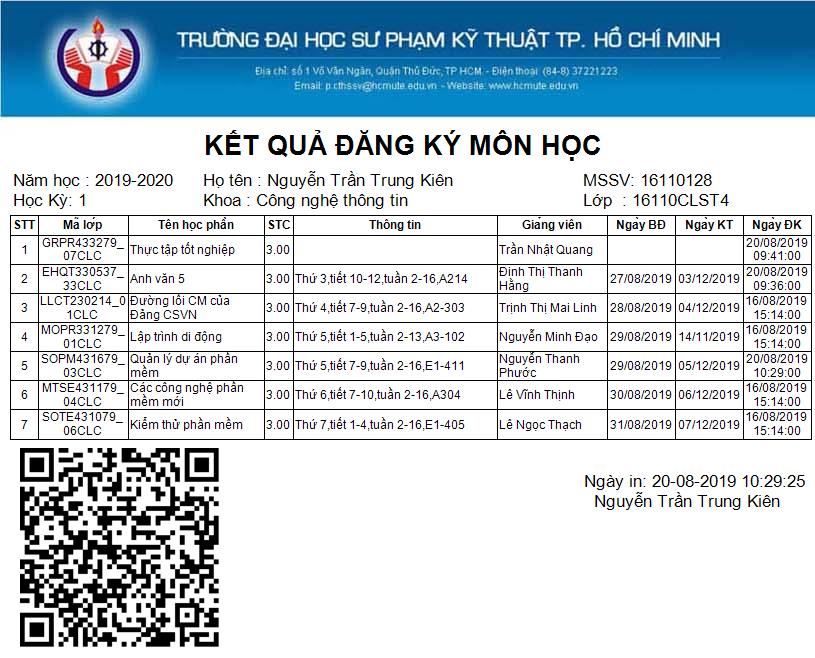 TRƯỜNG ĐẠI HỌC SƯ PHẠM KỸ THUẬT TP. HỒ CHÍ MINH
Địa chỉ: số 1 Võ Văn Ngân, Quận Thủ Đức, TP HCM. - Điện thoại: (84-8) 37221223
Email: p.cthssv@hcmute.edu.vn - Website: www.hcmute.edu.vn
KẾT QUẢ ĐĂNG KÝ MÔN HỌC
Năm học : 2019-2020 Họ tên : Nguyễn Trần Trung Kiên MSSV: 16110128
Học Kỳ: 1 Khoa : Công nghệ thông tin Lớp : 16110CLST4
STT Mã lớp Tên học phần STC Thông tin Giảng viên Ngày BĐ Ngày KT Ngày ĐK
1 GRPR433279_07CLC Thực tập tốt nghiệp 3.00 Trần Nhật Quang 20/08/2019 09:41:00
2 EHQT330537_33CLC Anh văn 5 3.00 Thứ 3,tiết 10-12,tuần 2-16,A214 Định Thị Thanh Hằng 27/08/2019 03/12/2019 20/08/2019 09:36:00
3 LLCT230214_01CLC Đường lối CM của Đảng CSVN 3.00 Thứ 4,tiết 7-9,tuần 2-16,A2-303 Trịnh Thị Mai Linh 28/08/2019 04/12/2019 16/08/2019 15:14:00
4 MOPR331279_01CLC Lập trình di động 3.00 Thứ 5,tiết 1-5,tuần 2-13,A3-102 Nguyễn Minh Đạo 29/08/2019 14/11/2019 16/08/2019 15:14:00
5 SOPM431679_03CLC Quản lý dự án phần mềm 3.00 Thứ 5,tiết 7-9,tuần 2-16,E1-411 Nguyễn Thanh Phước 29/08/2019 05/12/2019 20/08/2019 10:29:00
6 MTSE431179_04CLC Các công nghệ phần mềm mới 3.00 Thứ 6,tiết 7-10,tuần 2-16,A304 Lê Vĩnh Thịnh 30/08/2019 06/12/2019 16/08/2019 15:14:00
7 SOTE431079_06CLC Kiểm thử phần mềm 3.00 Thứ 7,tiết 1-4,tuần 2-16,E1-405 Lê Ngọc Thạch 31/08/2019 07/12/2019 16/08/2019 15:14:00
Ngày in: 20-08-2019 10:29:25
Nguyễn Trần Trung Kiên